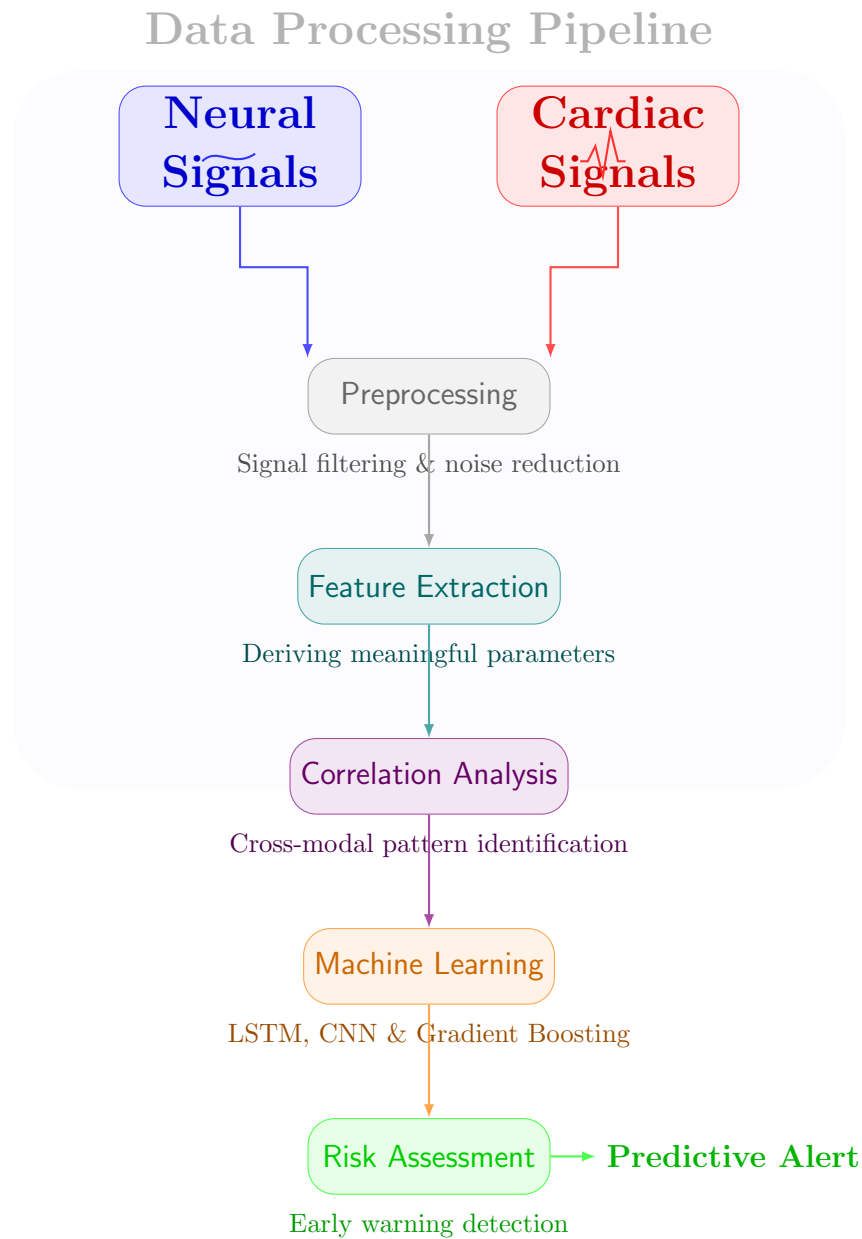 Data Processing Pipeline
Neural
Signals
Cardiac
Signals
Preprocessing
Signal filtering & noise reduction
Feature Extraction
Deriving meaningful parameters
Correlation Analysis
Cross-modal pattern identification
Machine Learning
LSTM, CNN & Gradient Boosting
Risk Assessment
Predictive Alert
Early warning detection